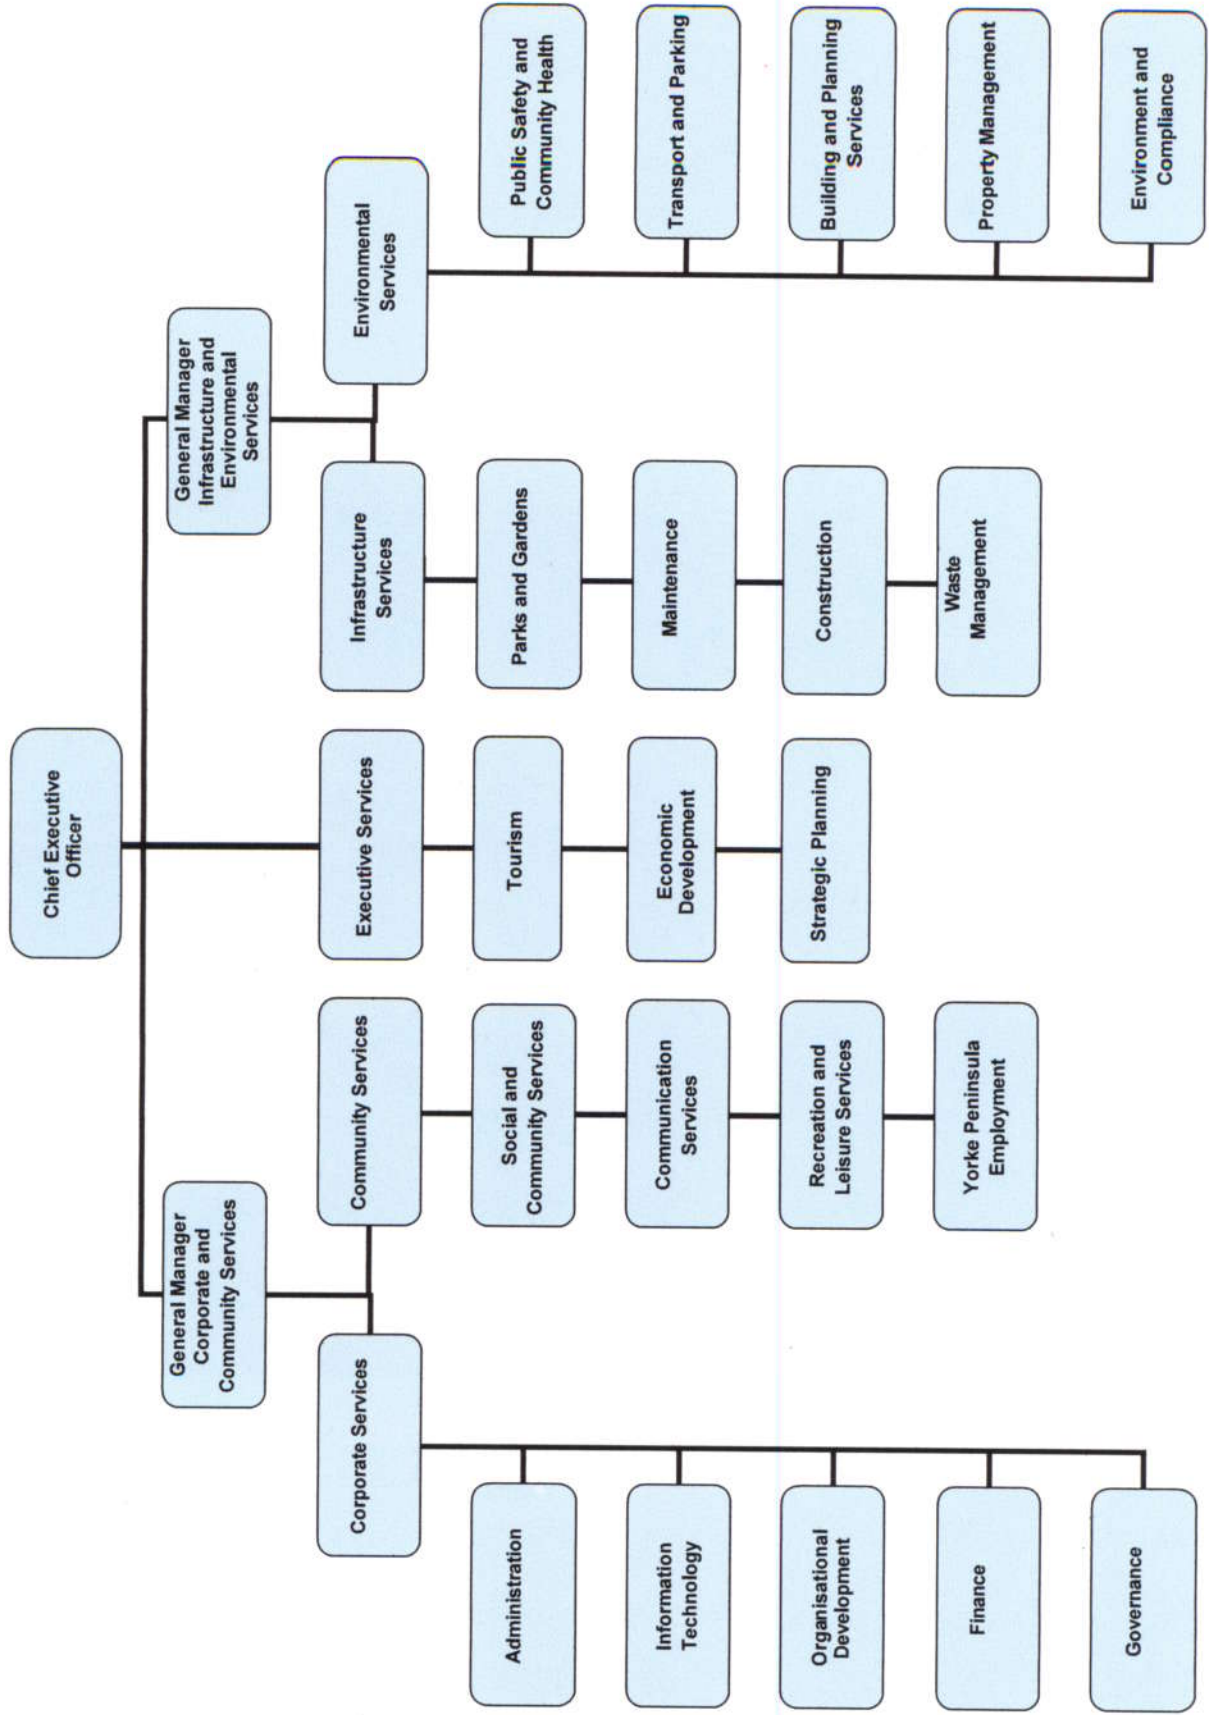 Chief Executive
Officer
General Manager
Corporate and
Community Services
General Manager
Infrastructure and
Environmental
Services
Corporate Services
Community Services
Executive Services
Infrastructure
Services
Environmental
Services
Administration
Information
Technology
Organisational
Development
Finance
Governance
Social and
Community Services
Communication
Services
Recreation and
Leisure Services
Yorke Peninsula
Employment
Tourism
Economic
Development
Strategic Planning
Parks and Gardens
Maintenance
Construction
Waste
Management
Public Safety and
Community Health
Transport and Parking
Building and Planning
Services
Property Management
Environment and
Compliance